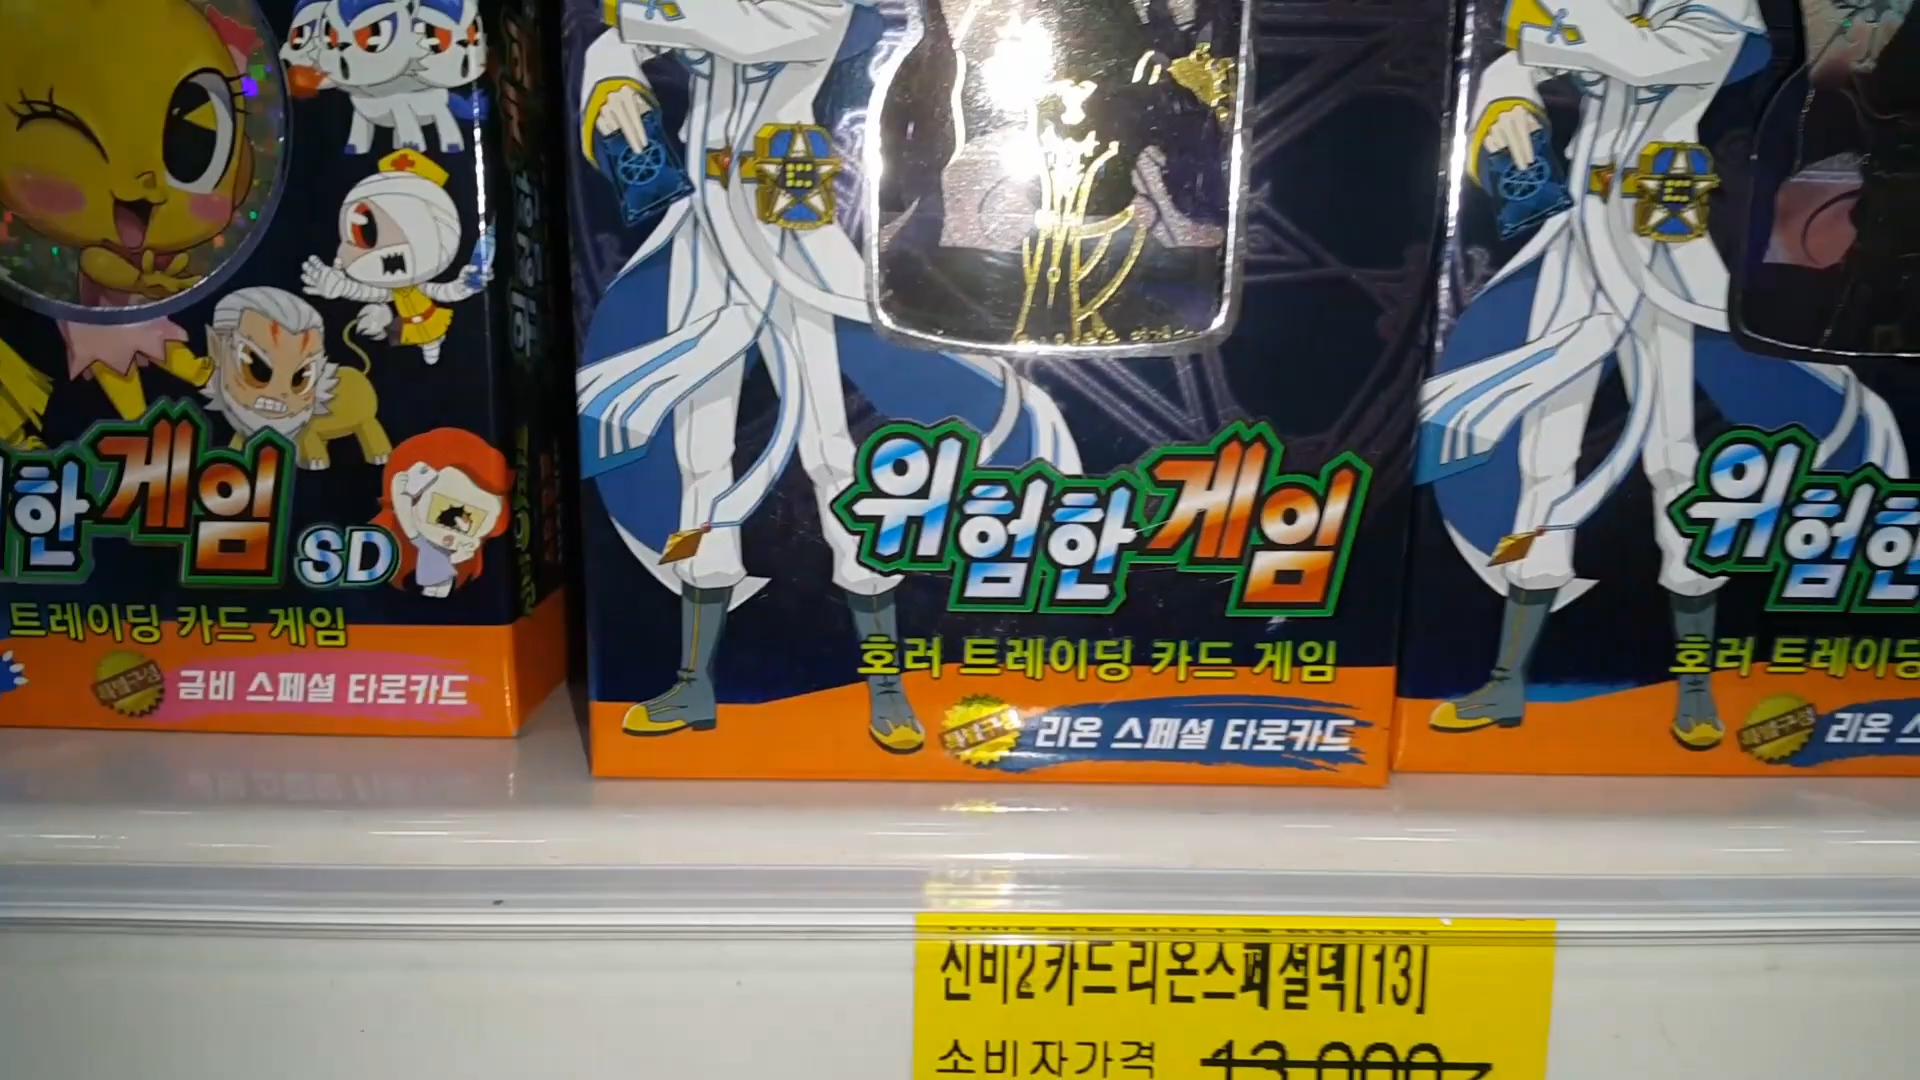 한게임 SD
트레이딩 카드 게임
금비 스페셜 타로카드
위험한게임
호러 트레이딩 카드 게임
리온 스페셜 타로카드
위험한
호러 트레이딩
리온 스
신비2카드리온스페셜덱[13]
소비자가격 13,000